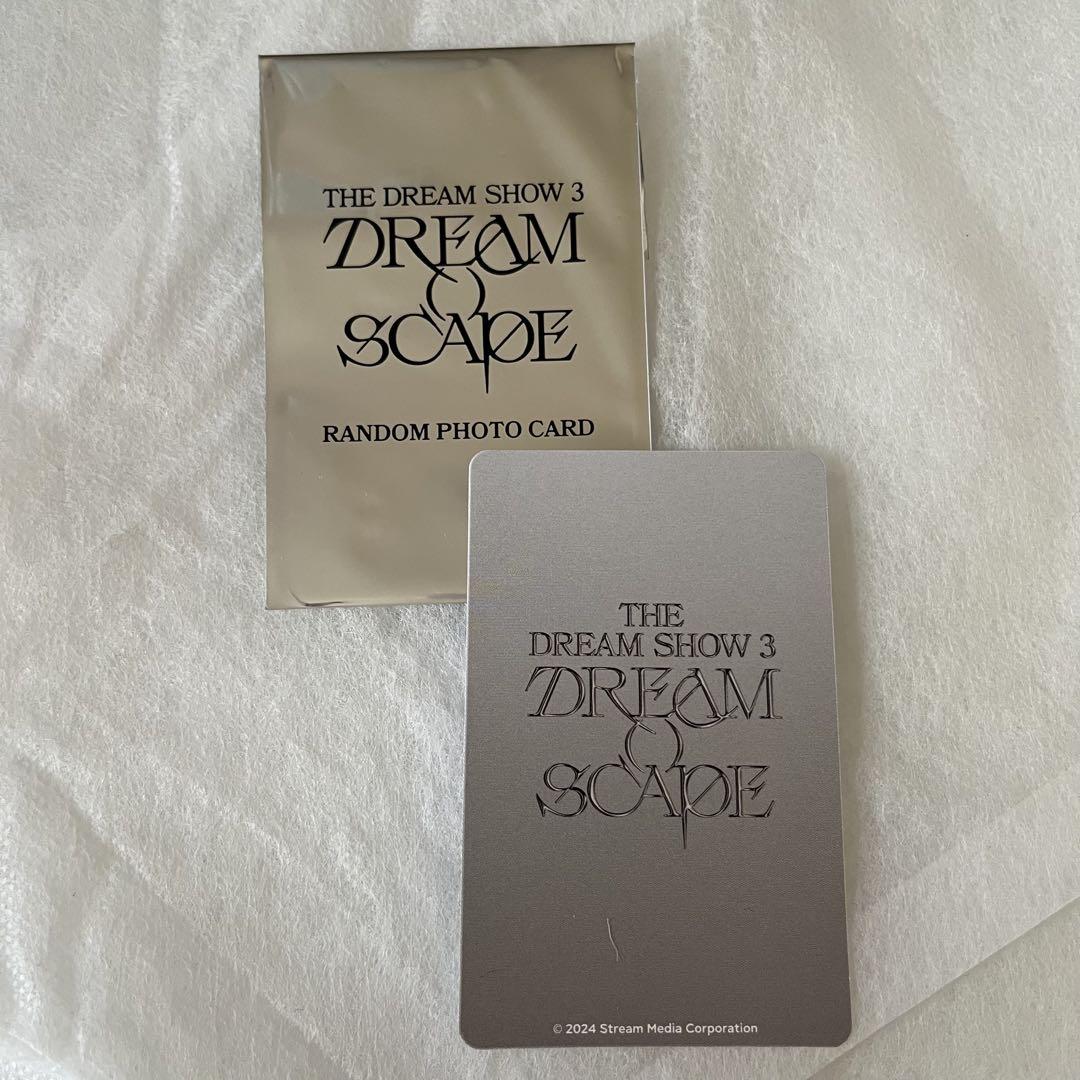 THE DREAM SHOW 3
DREAM
SCAPE
RANDOM PHOTO CARD
THE
DREAM SHOW 3
DREAM
SCAPE
© 2024 Stream Media Corporation